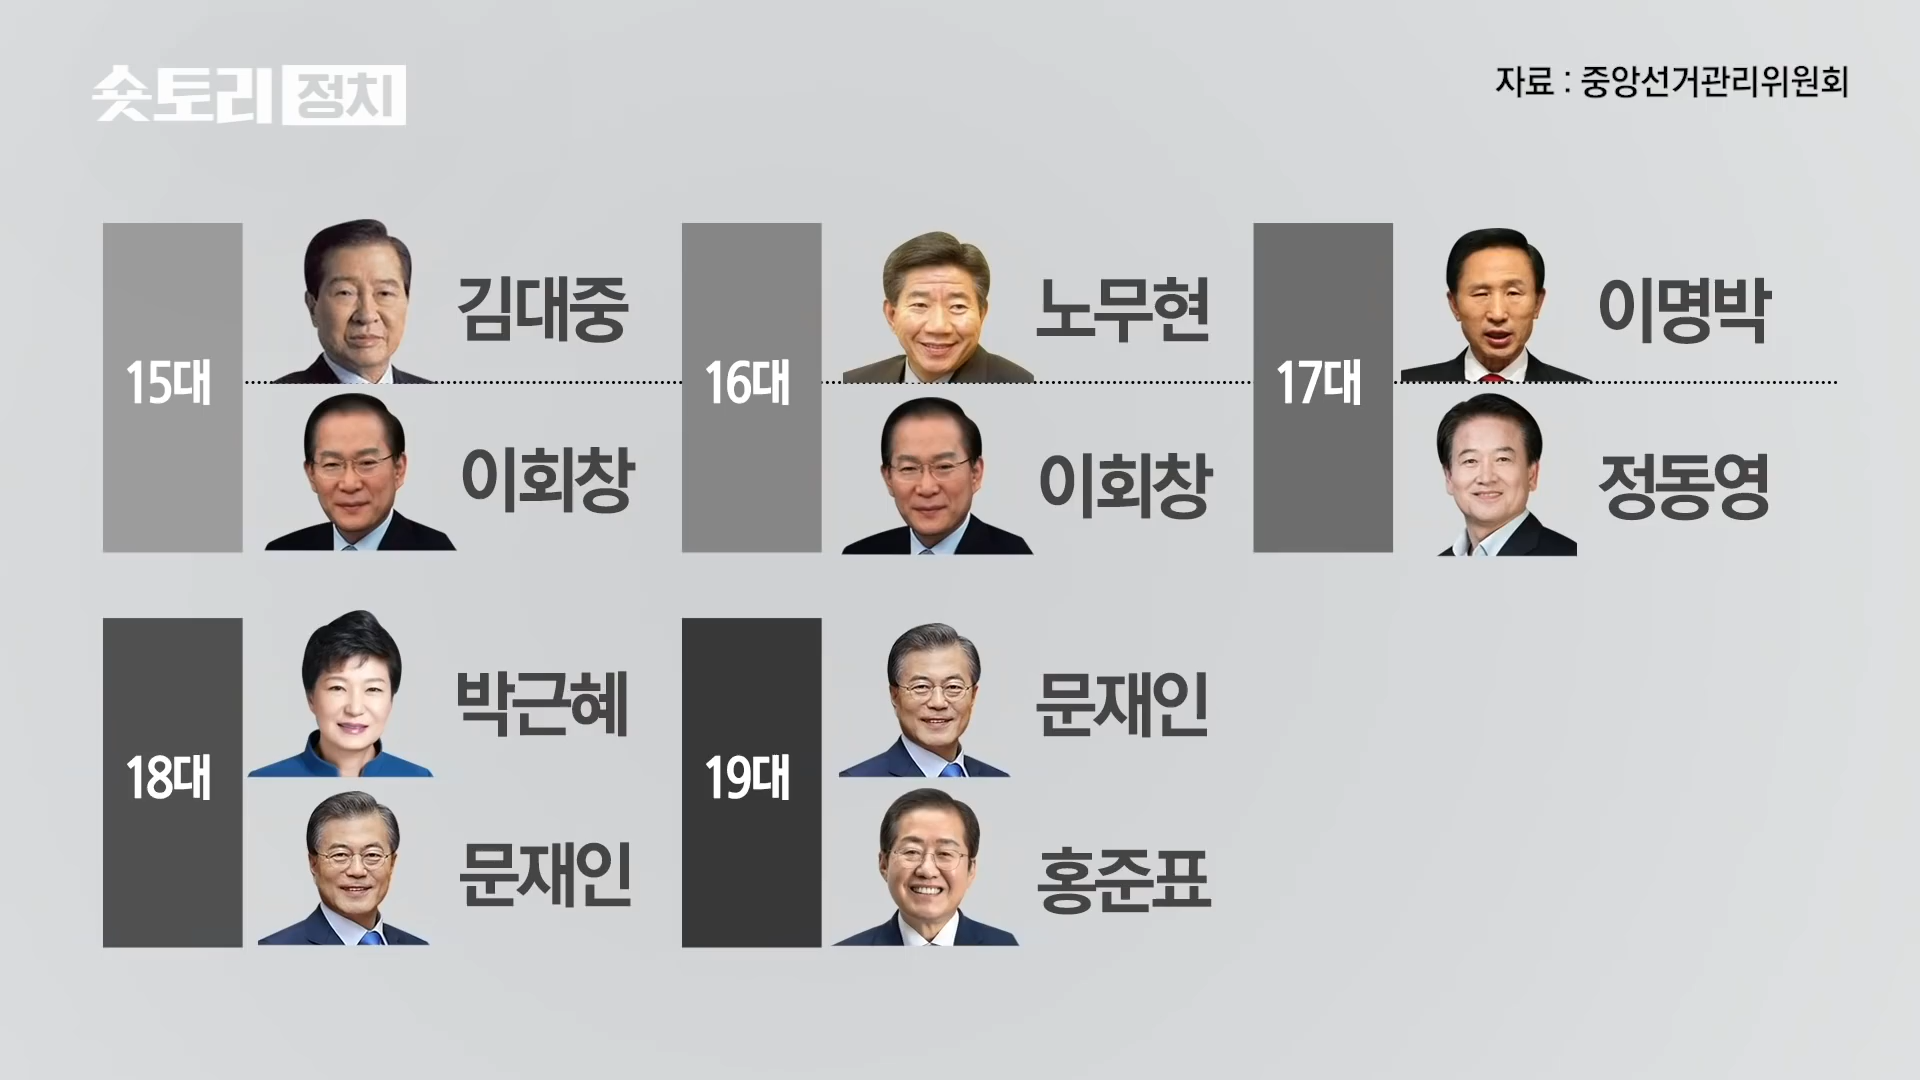 숏토리 정치
자료 : 중앙선거관리위원회
15대
김대중
이회창
16대
노무현
이회창
17대
이명박
정동영
18대
박근혜
문재인
19대
문재인
홍준표